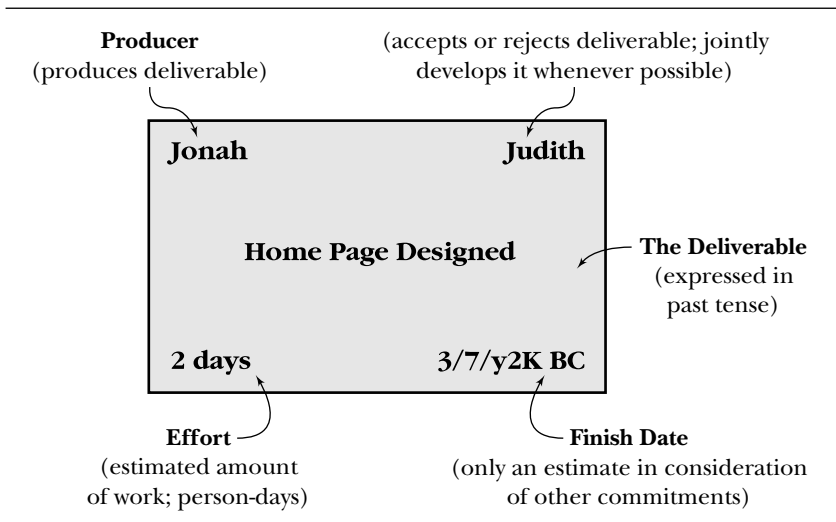 Producer
(produces deliverable)
(accepts or rejects deliverable; jointly
develops it whenever possible)
Jonah
Judith
Home Page Designed
The Deliverable
(expressed in
past tense)
2 days
3/7/y2K BC
Effort
(estimated amount
of work; person-days)
Finish Date
(only an estimate in consideration
of other commitments)